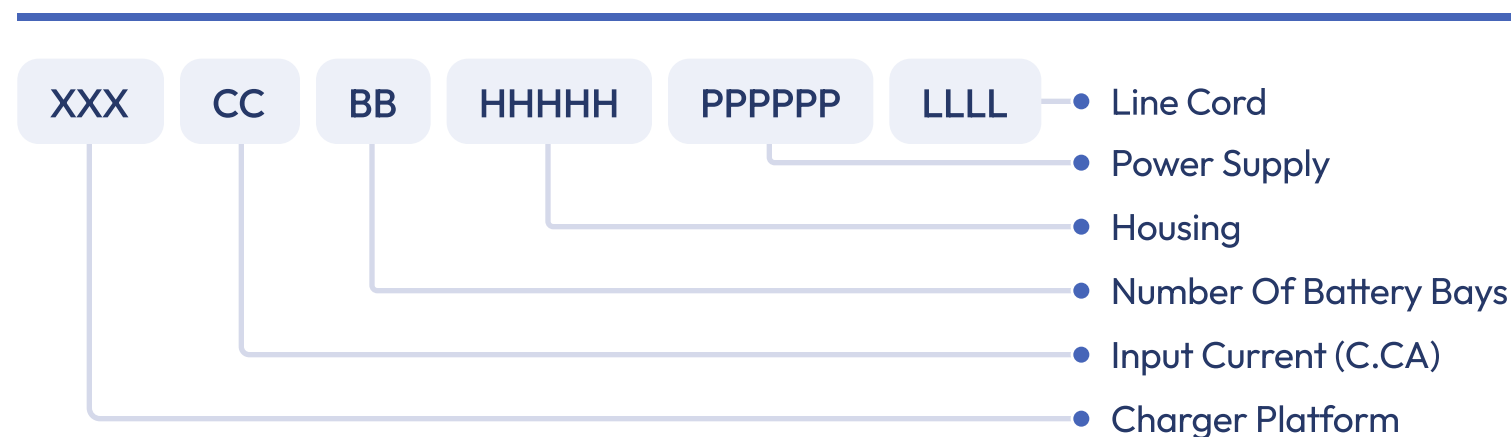 XXX CC BB HHHHH PPPPPP LLLL Line Cord
Power Supply
Housing
Number Of Battery Bays
Input Current (C.CA)
Charger Platform